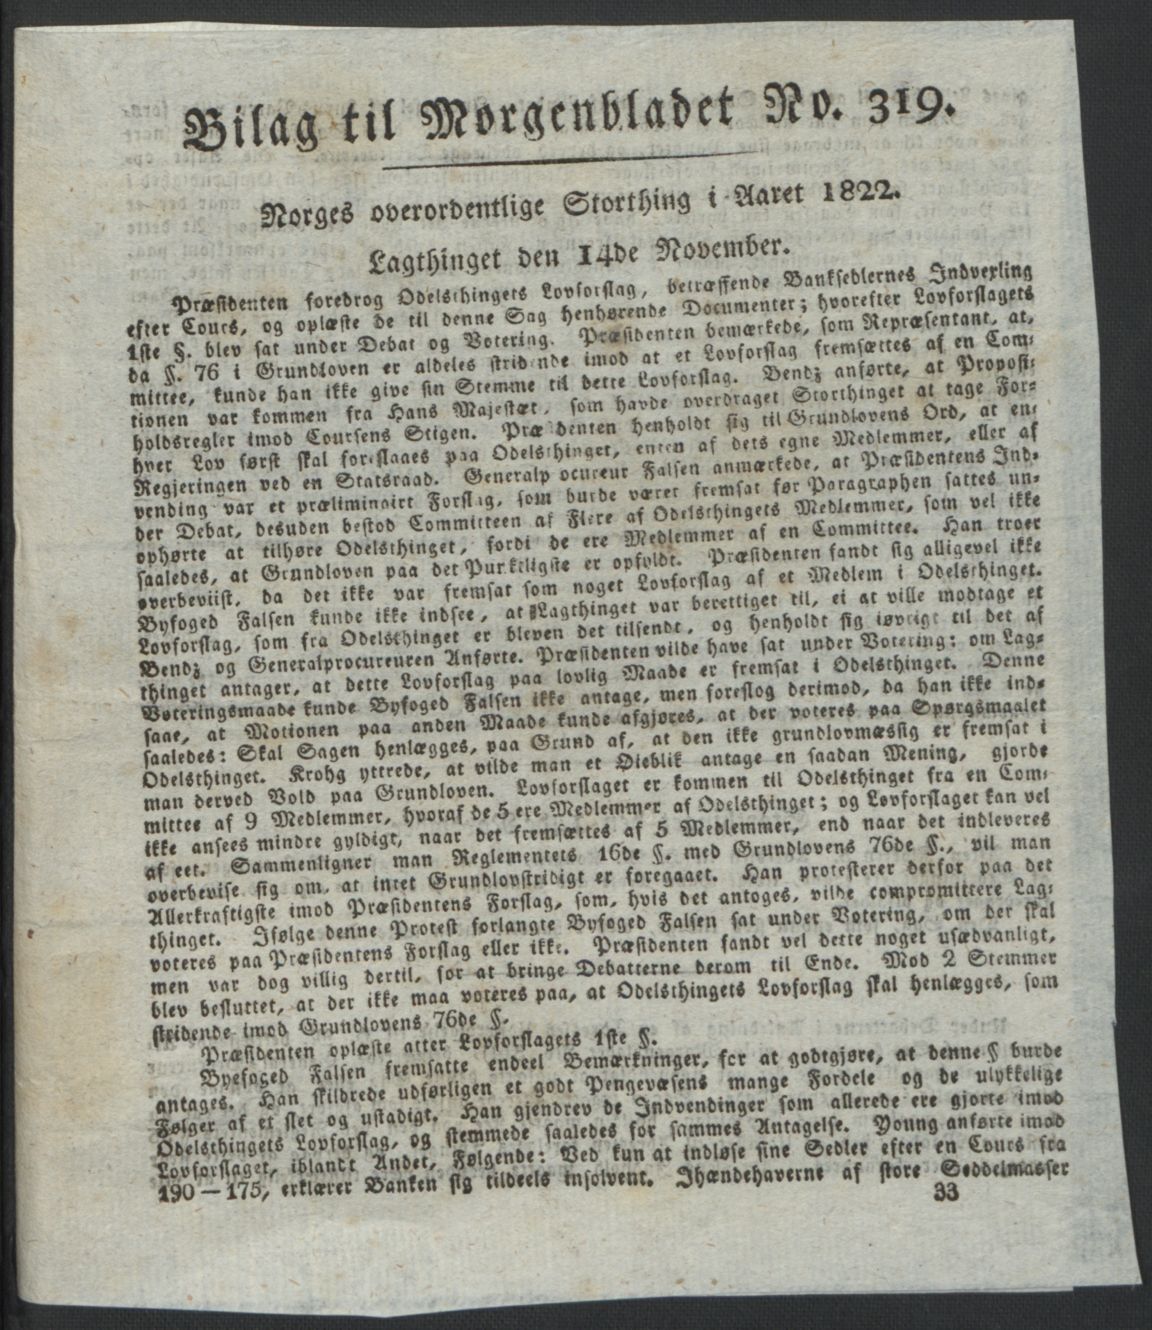 Bilag til Morgenbladet No. 319.
Norges overordentlige Storthing i Aaret 1822.
Lagthinget den 14de November.
Præsidenten foredrog Odelsthingets Lovforslag, betræffende Banksedlernes Indvexling
efter Cours, og oplæste de til denne Sag henhørende Documenter; hvorefter Lovforslagets
1ste §. blev sat under Debat og Votering. Præsidenten bemærkede, som Repræsentant, at,
da §. 76 i Grundloven er aldeles stridende imod at et Lovforslag fremsættes af en Com-
mittee, kunde han ikke give sin Stemme til dette Lovforslag. Bendz anførte, at Proposi-
tionen var kommen fra Hans Majestæt, som havde overdraget Storthinget at tage For-
holdsregler imod Coursens Stigen. Præsidenten henholdt sig til Grundlovens Ord, at en-
hver Lov først skal foreslaaes paa Odelsthinget, enten af dets egne Medlemmer, eller af
Regjeringen ved en Statsraad. Generalprocureur Falsen anmærkede, at Præsidentens Ind-
vending var et præliminairt Forslag, som burde været fremsat før Paragraphen sattes un-
der Debat, desuden bestod Committeen af Flere af Odelsthingets Medlemmer, som vel ikke
ophørte at tilhøre Odelsthinget, fordi de ere Medlemmer af en Committee. Han troer
saaledes, at Grundloven paa det Punkteligste er opfyldt. Præsidenten fandt sig alligevel ikke
overbeviist, da det ikke var fremsat som noget Lovforslag af et Medlem i Odelsthinget.
Byfoged Falsen kunde ikke indsee, at Lagthinget var berettiget til, ei at ville modtage et
Lovforslag, som fra Odelsthinget er bleven det tilsendt, og henholdt sig iøvrigt til det af
Bendz og Generalprocureuren Anførte. Præsidenten vilde have sat under Votering: om Lag-
thinget antager, at dette Lovforslag paa lovlig Maade er fremsat i Odelsthinget. Denne
Voteringsmaade kunde Byfoged Falsen ikke antage, men foreslog derimod, da han ikke ind-
saae, at Motionen paa anden Maade kunde afgjøres, at der voteres paa Spørgsmaalet
saaledes: Skal Sagen henlægges, paa Grund af, at den ikke grundlovmæssig er fremsat i
Odelsthinget. Krohg yttrede, at vilde man et Øieblik antage en saadan Mening, gjorde
man derved Vold paa Grundloven. Lovforslaget er kommen til Odelsthinget fra en Com-
mittee af 9 Medlemmer, hvoraf de 5 ere Medlemmer af Odelsthinget; og Lovforslaget kan vel
ikke ansees mindre gyldigt, naar det fremsættes af 5 Medlemmer, end naar det indleveres
af eet. Sammenligner man Reglementets 16de §. med Grundlovens 76de §., vil man
overbevise sig om, at intet Grundlovstridigt er foregaaet. Han protesterer derfor paa det
Allerkraftigste imod Præsidentens Forslag, som, hvis det antoges, vilde compromittere Lag-
thinget. Ifølge denne Protest forlangte Byfoged Falsen sat under Votering, om der skal
voteres paa Præsidentens Forslag eller ikke. Præsidenten fandt vel dette noget usædvanligt,
men var dog villig dertil, for at bringe Debatterne derom til Ende. Mod 2 Stemmer
blev besluttet, at der ikke maa voteres paa, at Odelsthingets Lovforslag skal henlægges, som
stridende imod Grundlovens 76de §.
Præsidenten oplæste atter Lovforslagets 1ste §.
Byefoged Falsen fremsatte endeel Bemærkninger, for at godtgjøre, at denne § burde
antages. Han skildrede udførligen et godt Pengevæsens mange Fordele og de ulykkelige
Følger af et slet og ustadigt. Han gjendrev de Indvendinger som allerede ere gjorte imod
Odelsthingets Lovforslag, og stemmede saaledes for sammes Antagelse. Young anførte imod
Lovforslaget, iblandt Andet, Følgende: Ved kun at indløse sine Sedler efter en Cours fra
190—175, erklærer Banken sig tildeels insolvent. Ihændehaverne af store Seddelmasser
33